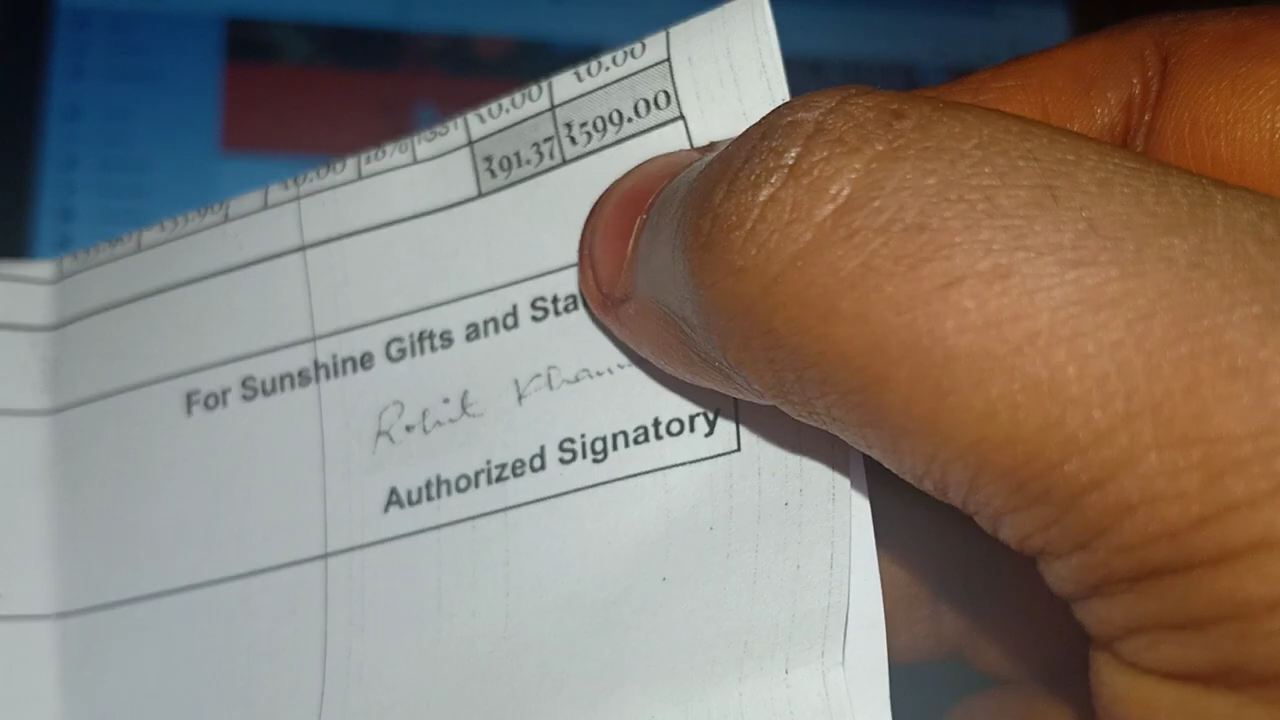 ₹0.00 ₹0.00
₹91.37 ₹599.00
For Sunshine Gifts and Sta
Rohit
Authorized Signatory